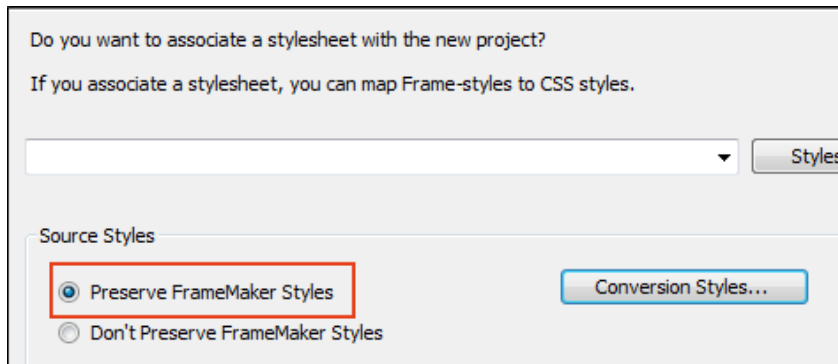 Do you want to associate a stylesheet with the new project?
If you associate a stylesheet, you can map Frame-styles to CSS styles.
Styles
Source Styles
Preserve FrameMaker Styles
Conversion Styles...
Don't Preserve FrameMaker Styles